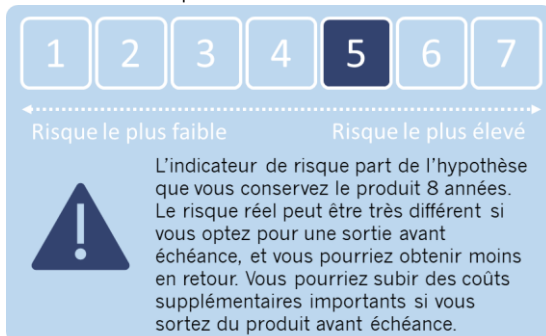 1 2 3 4 5 6 7
Risque le plus faible Risque le plus élevé
L'indicateur de risque part de l'hypothèse
que vous conservez le produit 8 années.
Le risque réel peut être très différent si
vous optez pour une sortie avant
échéance, et vous pourriez obtenir moins
en retour. Vous pourriez subir des coûts
supplémentaires importants si vous
sortez du produit avant échéance.